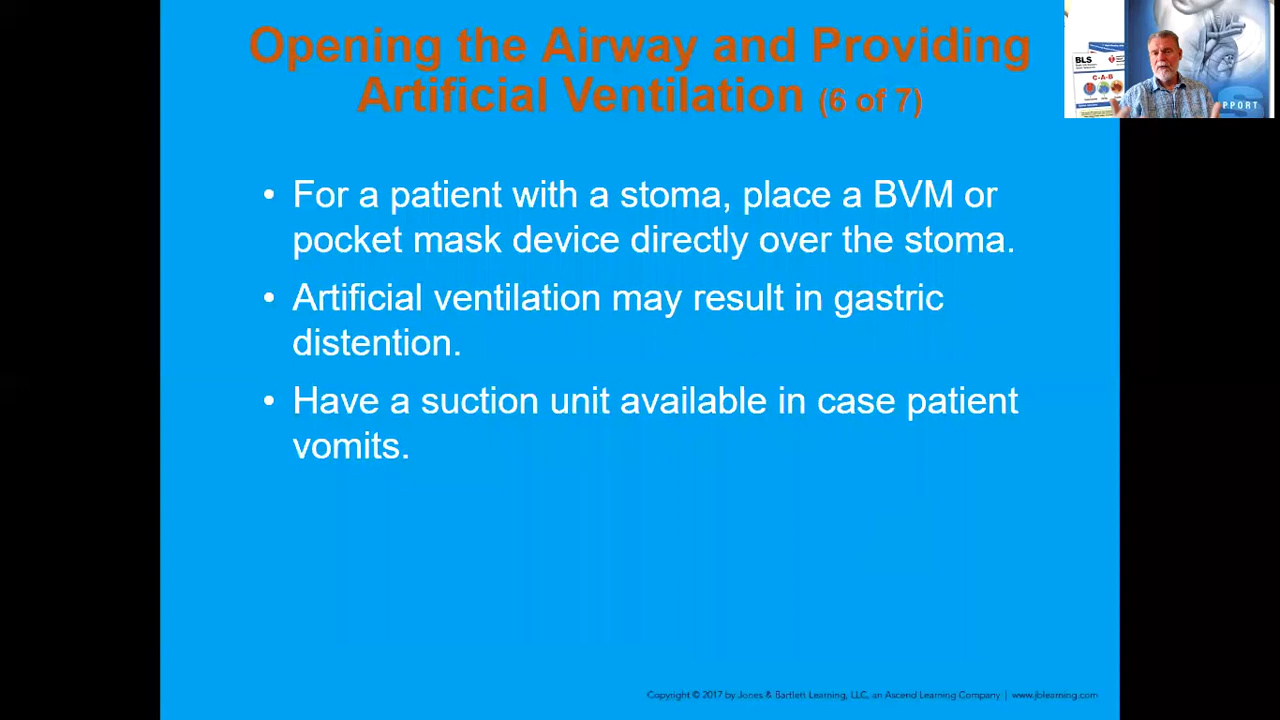 Opening the Airway and Providing
Artificial Ventilation (6 of 7)
• For a patient with a stoma, place a BVM or
pocket mask device directly over the stoma.
• Artificial ventilation may result in gastric
distention.
• Have a suction unit available in case patient
vomits.
Copyright © 2017 by Jones & Bartlett Learning, LLC, an Ascend Learning Company | www.jblearning.com
BLS
C-A-B
PPORT